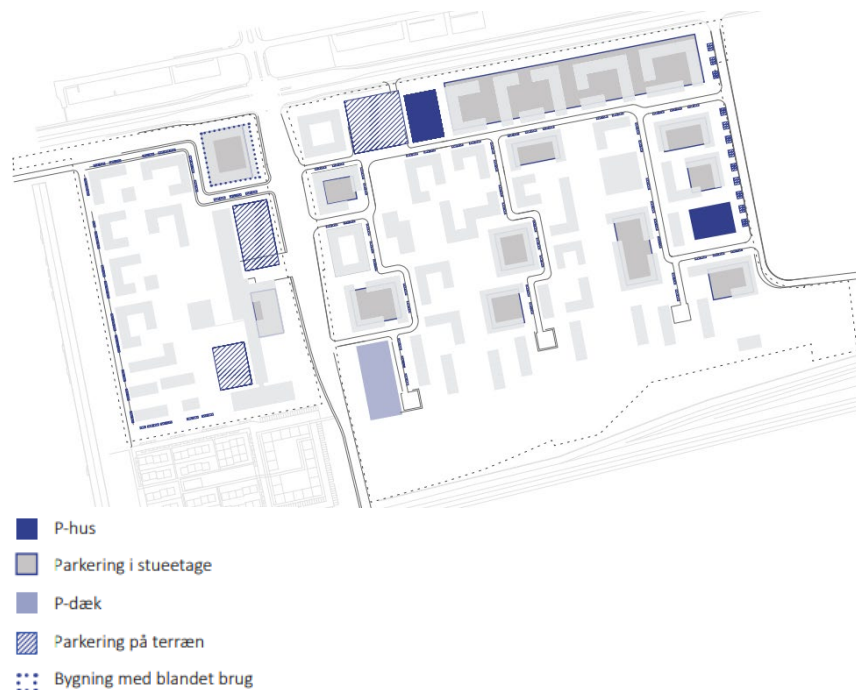 P-hus
Parkering i stueetage
P-dæk
Parkering på terræn
Bygning med blandet brug